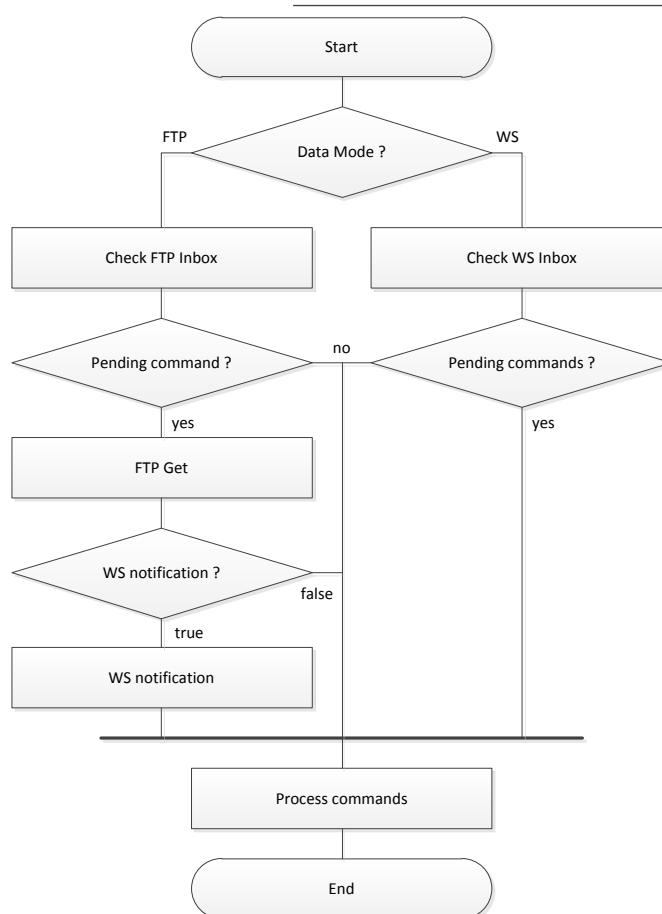 Start
FTP
Data Mode ?
WS
Check FTP Inbox
Check WS Inbox
no
Pending command ?
Pending commands ?
yes
yes
FTP Get
WS notification ?
false
true
WS notification
Process commands
End